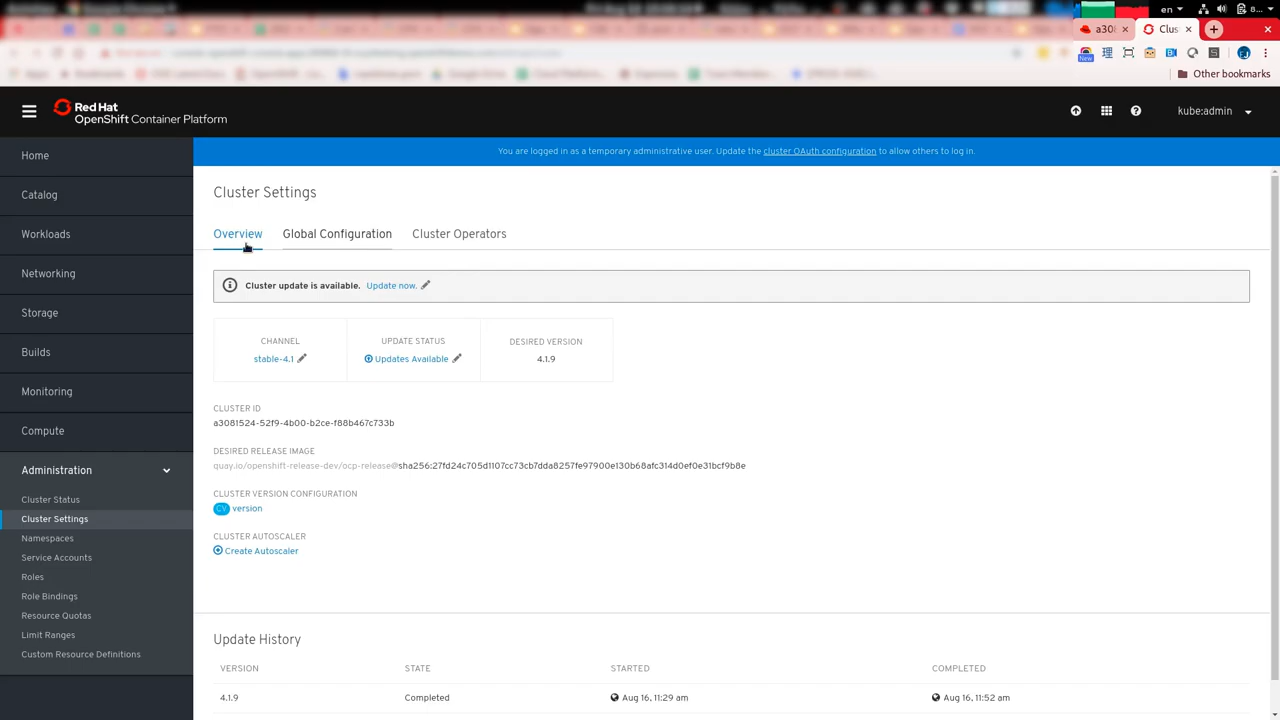 en
8...
a30
Clus
New
Other bookmarks
Red Hat
OpenShift Container Platform
kube:admin
You are logged in as a temporary administrative user. Update the cluster OAuth configuration to allow others to log in.
Home
Catalog
Workloads
Networking
Storage
Builds
Monitoring
Compute
Administration
Cluster Status
Cluster Settings
Namespaces
Service Accounts
Roles
Role Bindings
Resource Quotas
Limit Ranges
Custom Resource Definitions
Cluster Settings
Overview Global Configuration Cluster Operators
Cluster update is available. Update now.
CHANNEL UPDATE STATUS DESIRED VERSION
stable-4.1 Updates Available 4.1.9
CLUSTER ID
a3081524-52f9-4b00-b2ce-f88b467c733b
DESIRED RELEASE IMAGE
quay.io/openshift-release-dev/ocp-release@sha256:27fd24c705d1107cc73cb7dda8257fe97900e130b68afc314d0ef0e31bcf9b8e
CLUSTER VERSION CONFIGURATION
CV version
CLUSTER AUTOSCALER
Create Autoscaler
Update History
VERSION STATE STARTED COMPLETED
4.1.9 Completed Aug 16, 11:29 am Aug 16, 11:52 am